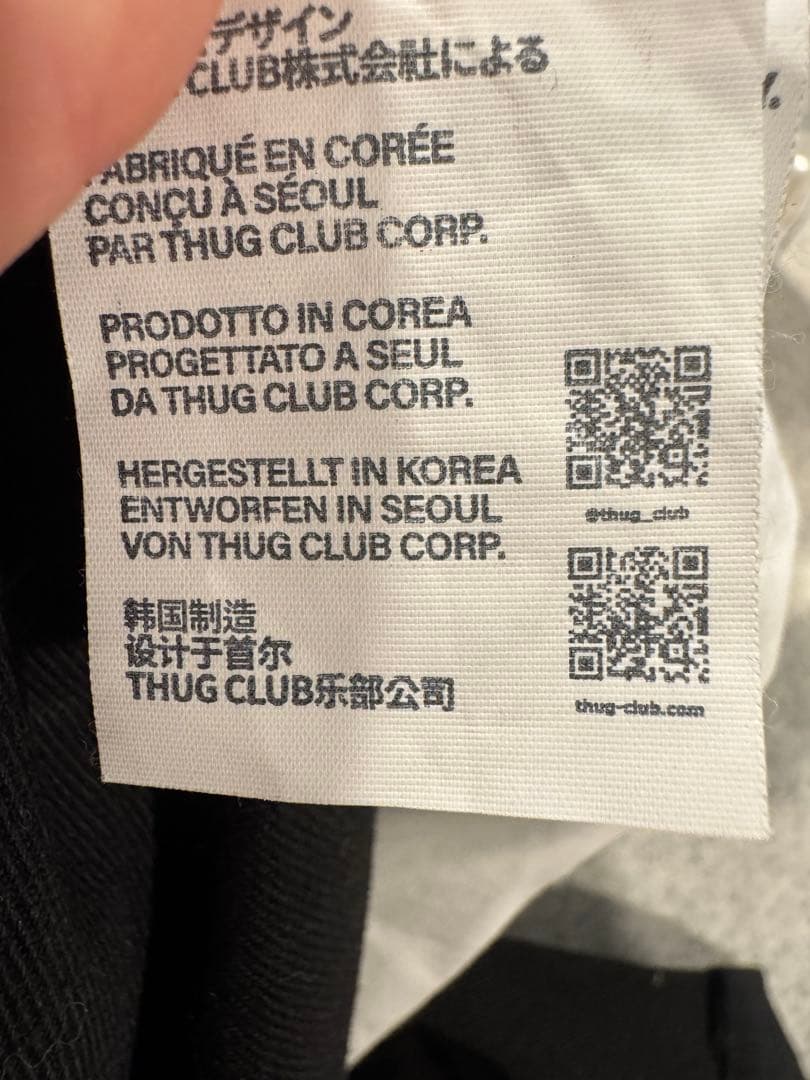 デザイン
CLUB株式会社による
FABRIQUÉ EN CORÉE
CONÇU À SÉOUL
PAR THUG CLUB CORP.
PRODOTTO IN COREA
PROGETTATO A SEUL
DA THUG CLUB CORP.
HERGESTELLT IN KOREA
ENTWORFEN IN SEOUL
VON THUG CLUB CORP.
韩国制造
设计于首尔
THUG CLUB乐部公司
@thug_club
thug-club.com